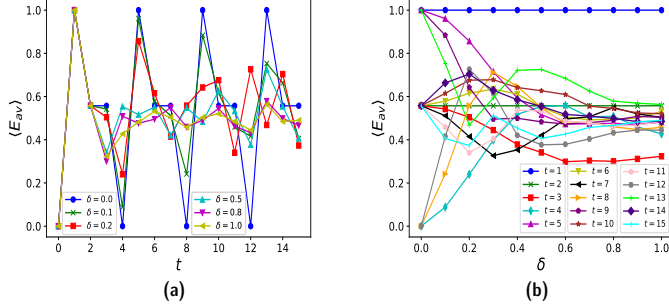 1.0
0.8
0.6
0.4
0.2
0.0
⟨E_av⟩
0 2 4 6 8 10 12 14
t
δ = 0.0
δ = 0.1
δ = 0.2
δ = 0.5
δ = 0.8
δ = 1.0
(a)
1.0
0.8
0.6
0.4
0.2
0.0
⟨E_av⟩
0.0 0.2 0.4 0.6 0.8 1.0
δ
t = 1
t = 2
t = 3
t = 4
t = 5
t = 6
t = 7
t = 8
t = 9
t = 10
t = 11
t = 12
t = 13
t = 14
t = 15
(b)